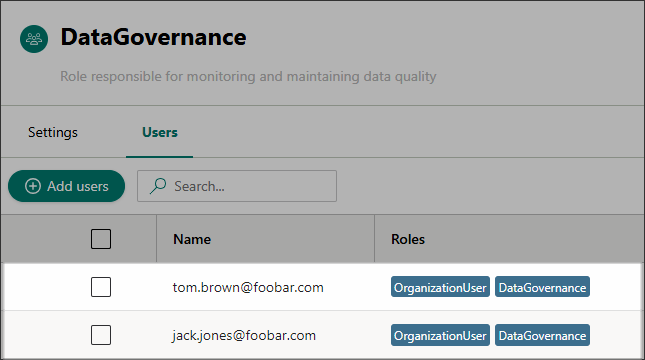 DataGovernance
Role responsible for monitoring and maintaining data quality
Settings Users
Add users Search...
Name Roles
tom.brown@foobar.com OrganizationUser DataGovernance
jack.jones@foobar.com OrganizationUser DataGovernance